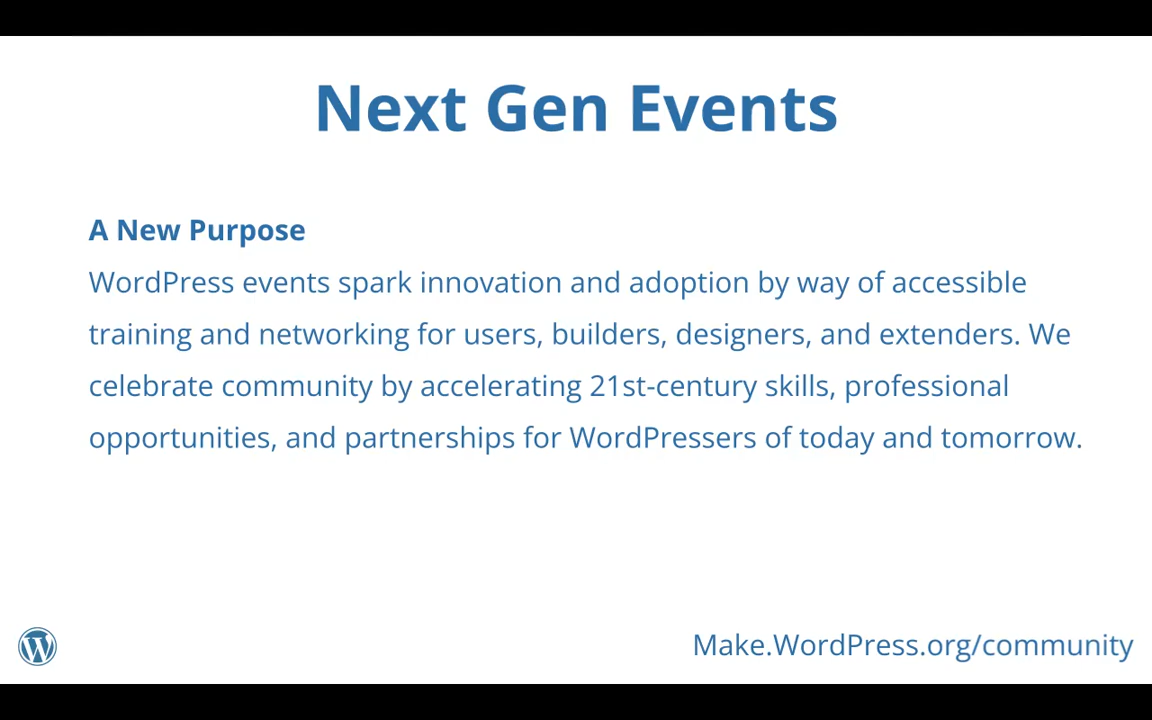 Next Gen Events
A New Purpose
WordPress events spark innovation and adoption by way of accessible
training and networking for users, builders, designers, and extenders. We
celebrate community by accelerating 21st-century skills, professional
opportunities, and partnerships for WordPressers of today and tomorrow.
Make.WordPress.org/community